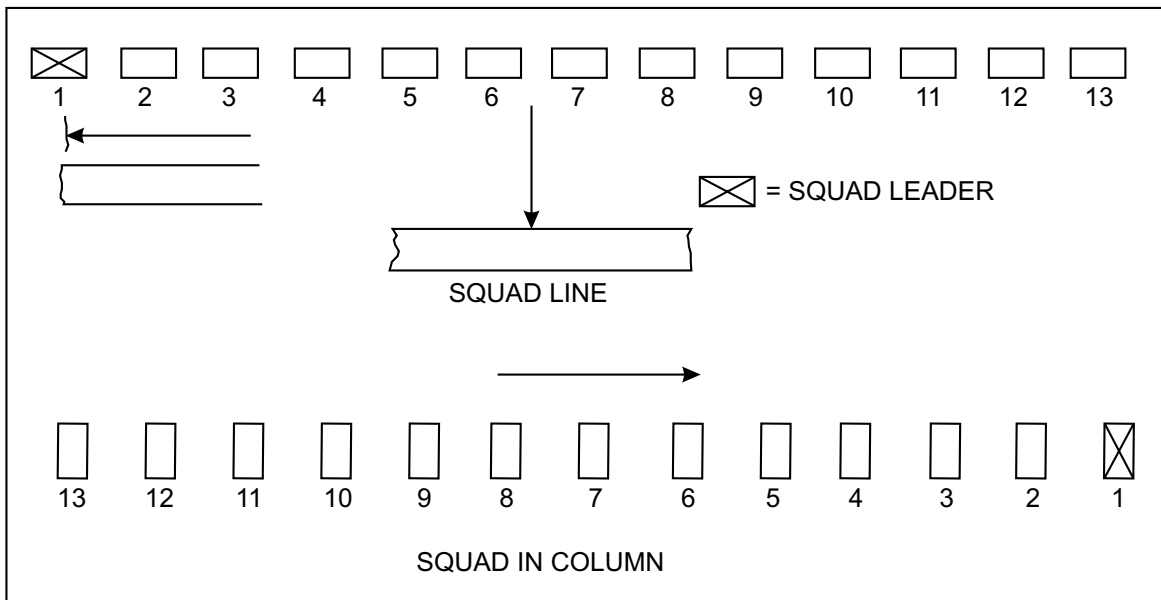 1 2 3 4 5 6 7 8 9 10 11 12 13
= SQUAD LEADER
SQUAD LINE
13 12 11 10 9 8 7 6 5 4 3 2 1
SQUAD IN COLUMN